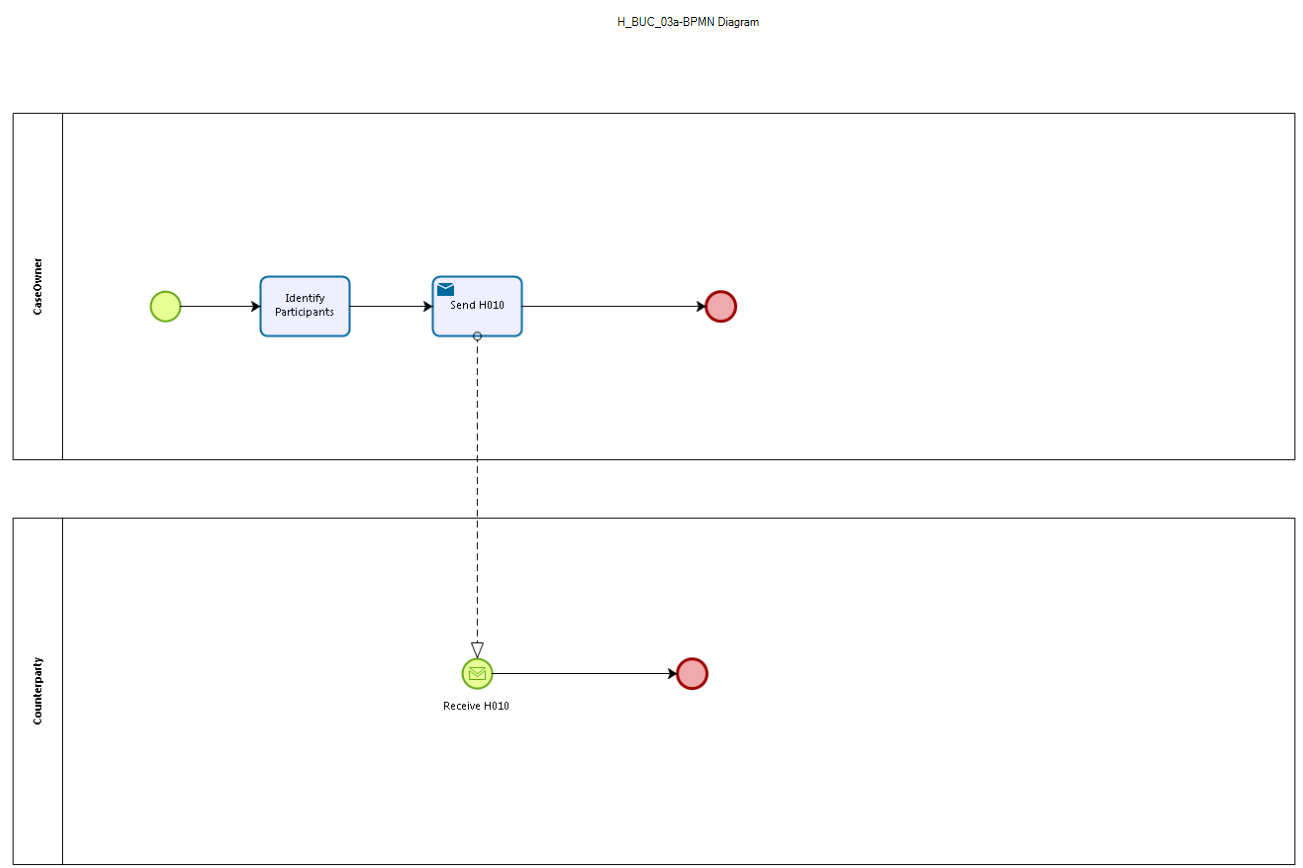 H_BUC_03a-BPMN Diagram
CaseOwner
Identify
Participants
Send H010
Counterparty
Receive H010